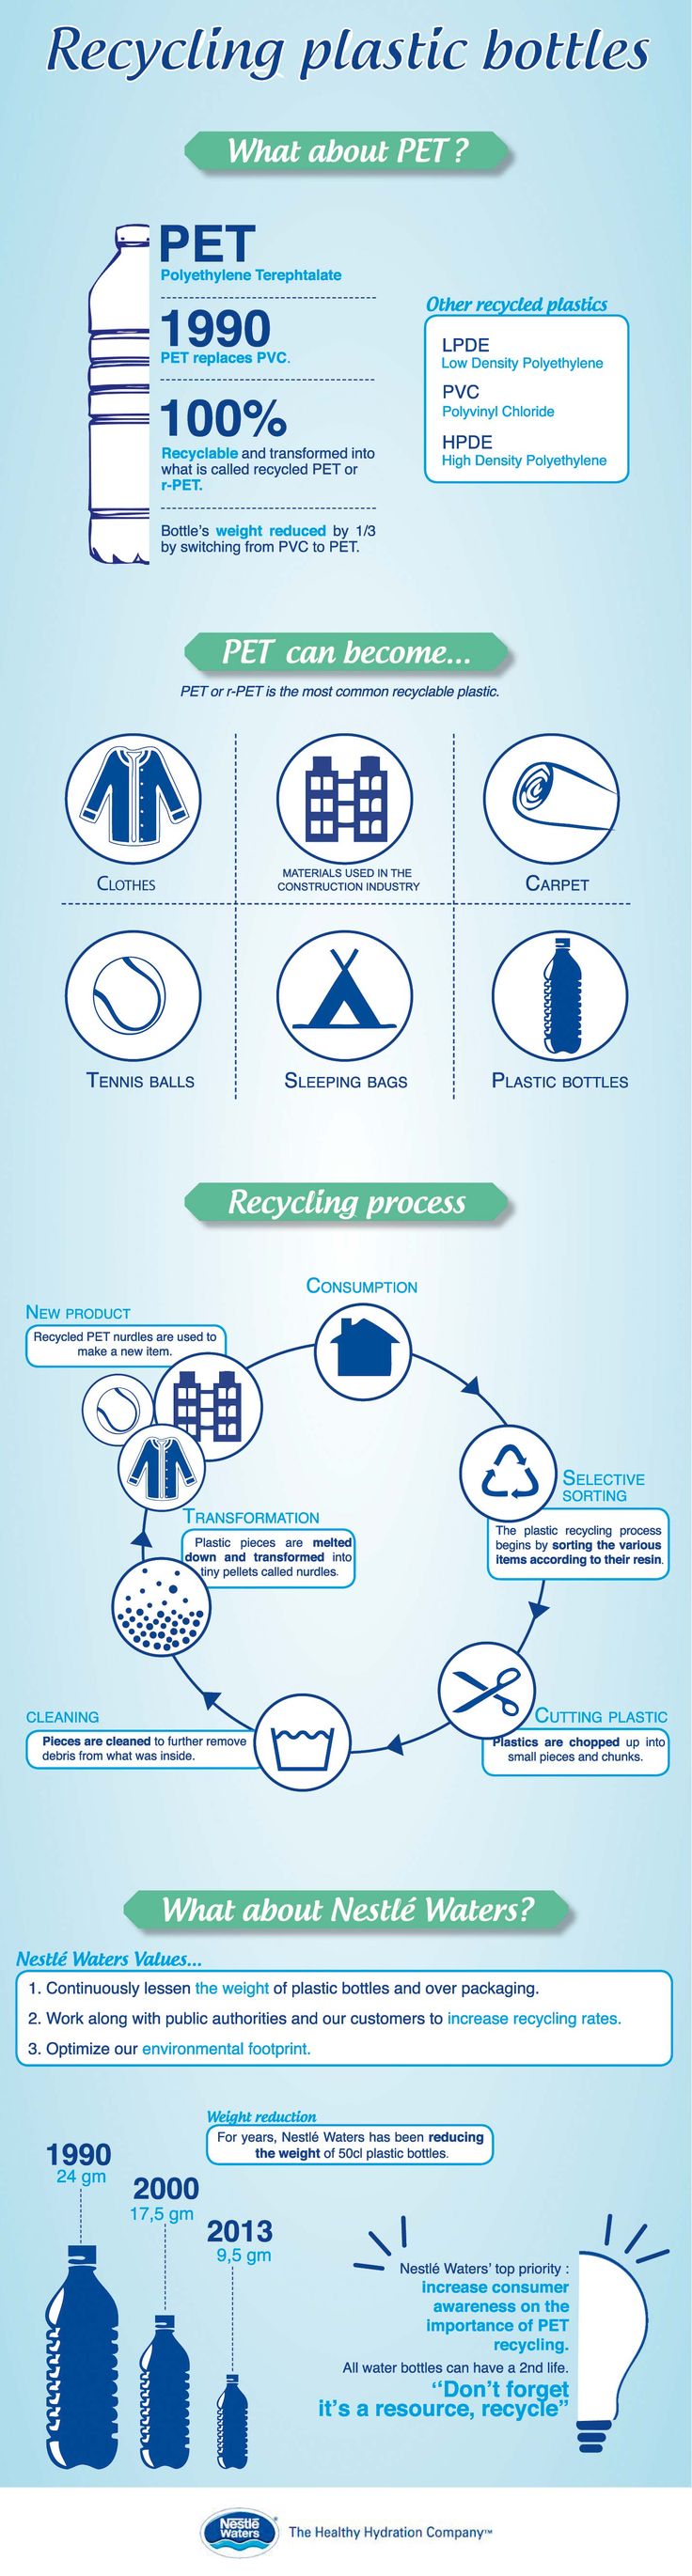 Recycling plastic bottles
What about PET ?
PET
Polyethylene Terephtalate
1990
PET replaces PVC.
100%
Recyclable and transformed into
what is called recycled PET or
r-PET.
Bottle's weight reduced by 1/3
by switching from PVC to PET.
Other recycled plastics
LPDE
Low Density Polyethylene
PVC
Polyvinyl Chloride
HPDE
High Density Polyethylene
PET can become...
PET or r-PET is the most common recyclable plastic.
CLOTHES
MATERIALS USED IN THE
CONSTRUCTION INDUSTRY
CARPET
TENNIS BALLS
SLEEPING BAGS
PLASTIC BOTTLES
Recycling process
CONSUMPTION
NEW PRODUCT
Recycled PET nurdles are used to
make a new item.
SELECTIVE
SORTING
The plastic recycling process
begins by sorting the various
items according to their resin.
TRANSFORMATION
Plastic pieces are melted
down and transformed into
tiny pellets called nurdles.
CLEANING
Pieces are cleaned to further remove
debris from what was inside.
CUTTING PLASTIC
Plastics are chopped up into
small pieces and chunks.
What about Nestlé Waters?
Nestlé Waters Values...
1. Continuously lessen the weight of plastic bottles and over packaging.
2. Work along with public authorities and our customers to increase recycling rates.
3. Optimize our environmental footprint.
Weight reduction
For years, Nestlé Waters has been reducing
the weight of 50cl plastic bottles.
1990
24 gm
2000
17,5 gm
2013
9,5 gm
Nestlé Waters' top priority :
increase consumer
awareness on the
importance of PET
recycling.
All water bottles can have a 2nd life.
“Don't forget
it's a resource, recycle”
Nestlé
Waters
The Healthy Hydration Company™